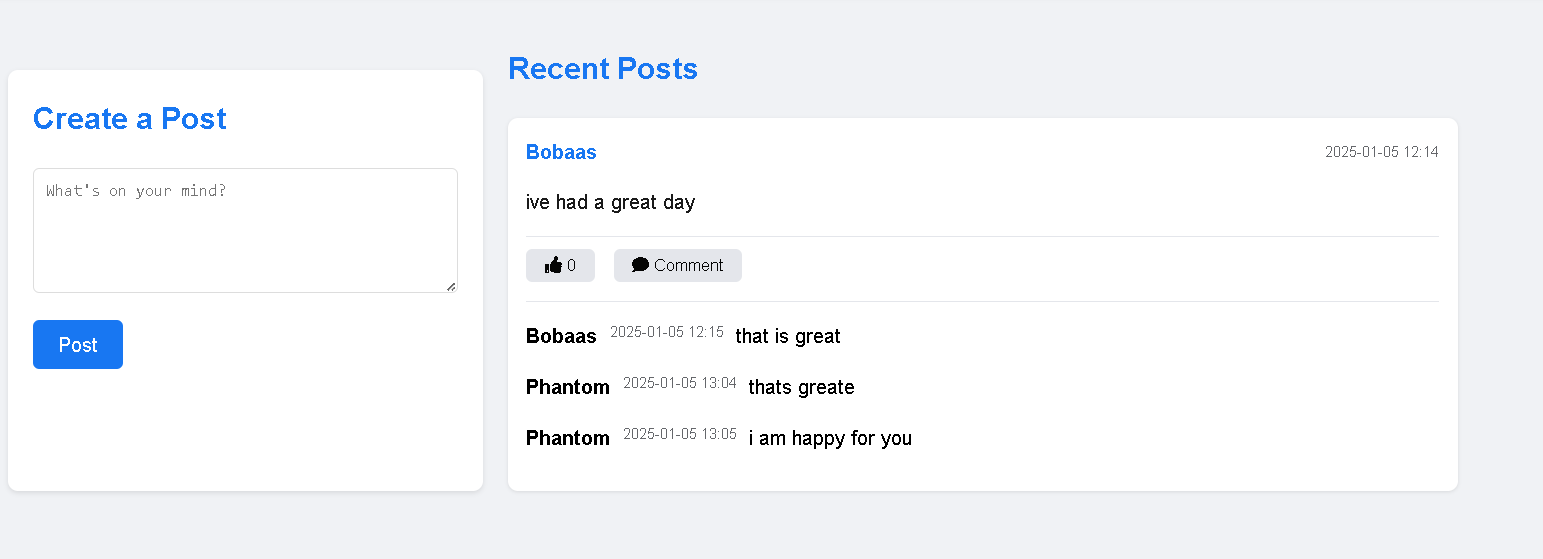 Create a Post
What's on your mind?
Post
Recent Posts
Bobaas 2025-01-05 12:14
ive had a great day
0 Comment
Bobaas 2025-01-05 12:15 that is great
Phantom 2025-01-05 13:04 thats greate
Phantom 2025-01-05 13:05 i am happy for you